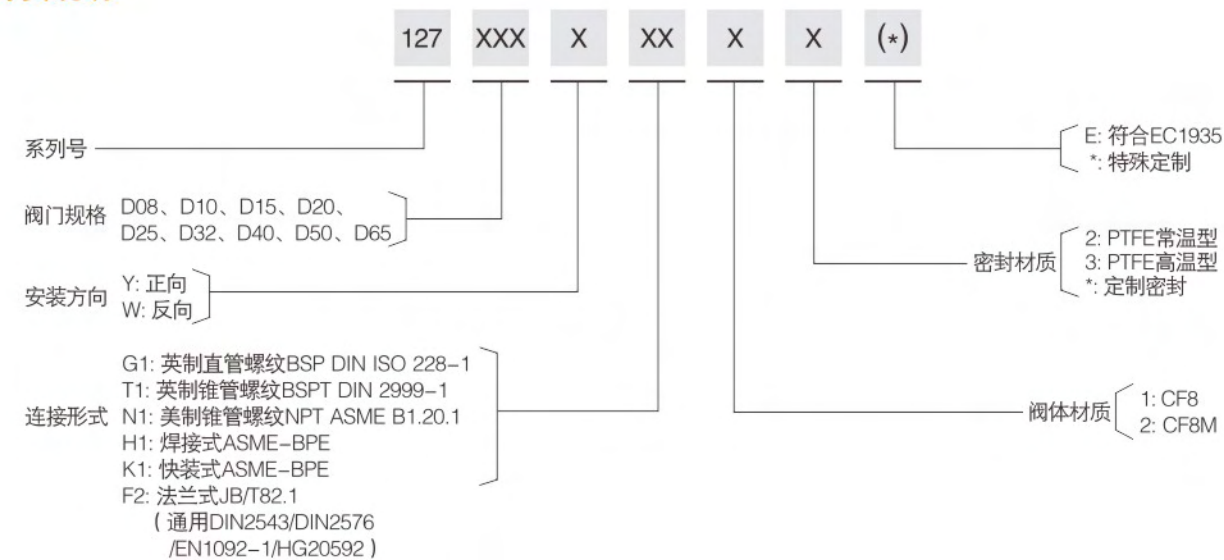 127 XXX X XX X X (*)
系列号
阀门规格 D08、D10、D15、D20、
D25、D32、D40、D50、D65
安装方向 Y: 正向
W: 反向
连接形式
G1: 英制直管螺纹BSP DIN ISO 228-1
T1: 英制锥管螺纹BSPT DIN 2999-1
N1: 美制锥管螺纹NPT ASME B1.20.1
H1: 焊接式ASME-BPE
K1: 快装式ASME-BPE
F2: 法兰式JB/T82.1
( 通用DIN2543/DIN2576
/EN1092-1/HG20592 )
E: 符合EC1935
*: 特殊定制
密封材质
2: PTFE常温型
3: PTFE高温型
*: 定制密封
阀体材质
1: CF8
2: CF8M